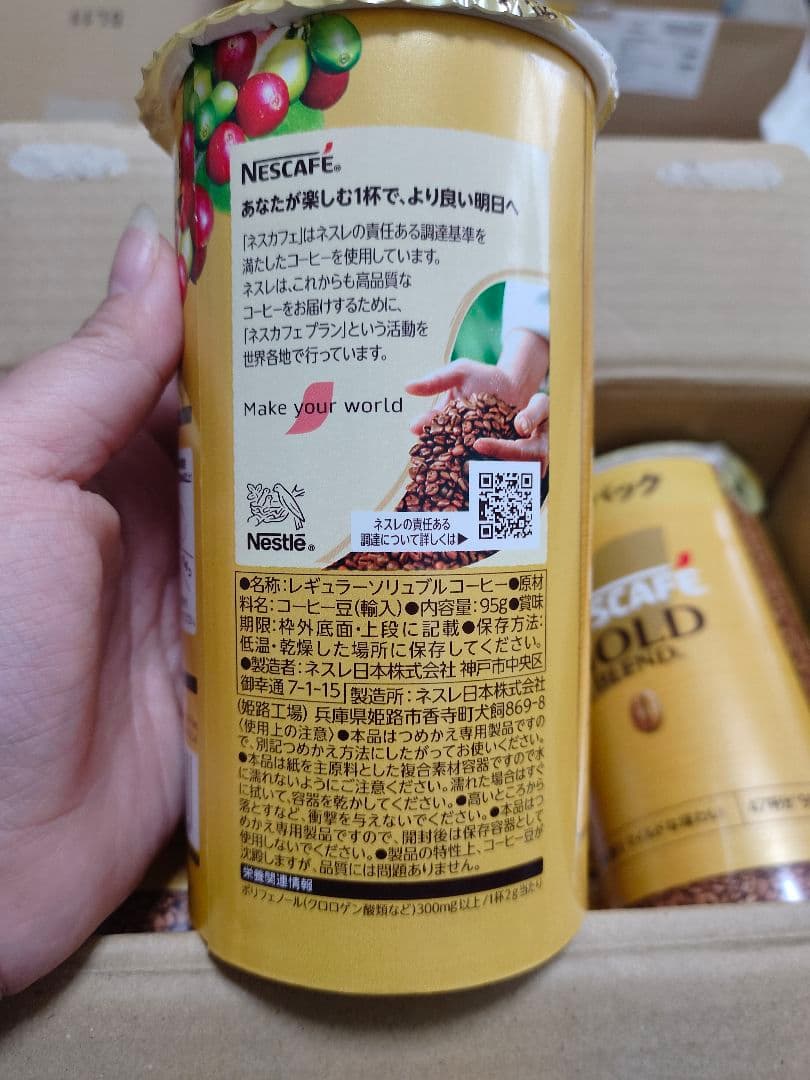 NESCAFÉ®
あなたが楽しむ1杯で、より良い明日へ
「ネスカフェ」はネスレの責任ある調達基準を
満たしたコーヒーを使用しています。
ネスレは、これからも高品質な
コーヒーをお届けするために、
「ネスカフェ プラン」という活動を
世界各地で行っています。
Make your world
Nestlé®
ネスレの責任ある
調達について詳しくは▶
●名称:レギュラーソリュブルコーヒー●原材
料名:コーヒー豆(輸入)●内容量:95g●賞味
期限:枠外底面・上段に記載●保存方法:
低温・乾燥した場所に保存してください。
●製造者:ネスレ日本株式会社 神戸市中央区
御幸通 7-1-15 製造所:ネスレ日本株式会社
(姫路工場) 兵庫県姫路市香寺町犬飼869-8
〈使用上の注意〉●本品はつめかえ専用製品ですの
で、別記つめかえ方法にしたがってお使いください。
●本品は紙を主原料とした複合素材容器ですので水
に濡れないようにご注意ください。濡れた場合はすぐ
に拭いて、容器を乾かしてください。●高いところから
落とすなど、衝撃を与えないでください。●本品はつ
めかえ専用製品ですので、開封後は保存容器として
使用しないでください。●製品の特性上、コーヒー豆が
沈殿しますが、品質には問題ありません。
栄養関連情報
ポリフェノール(クロロゲン酸類など)300mg以上/1杯2g当たり
パック
SCAFÉ
OLD
BLEND